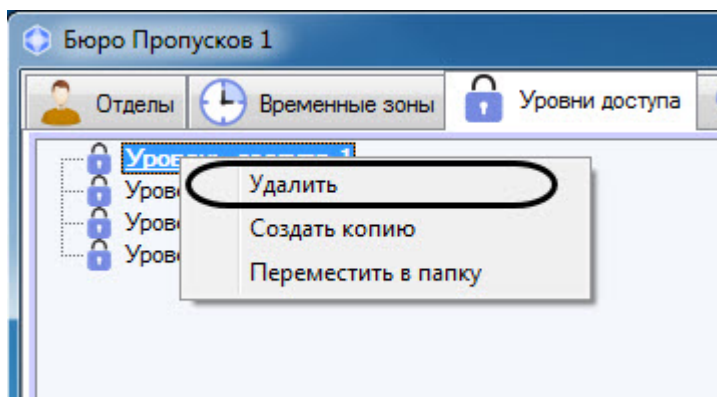 Бюро Пропусков 1
Отделы Временные зоны Уровни доступа
Удалить
Создать копию
Переместить в папку